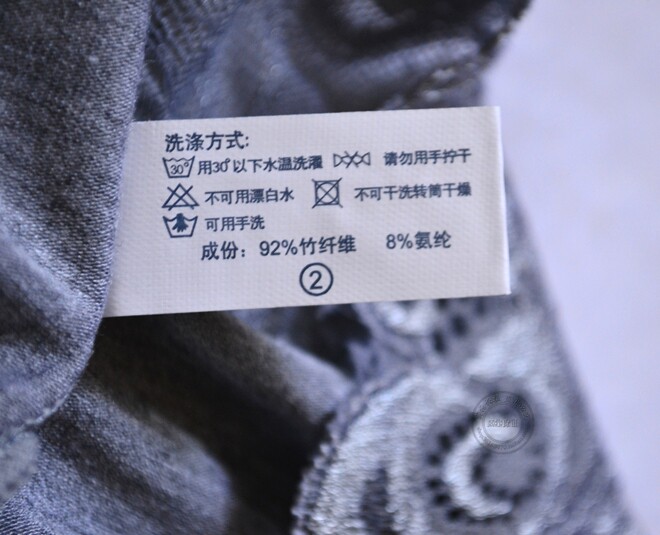 洗涤方式:
30° 用30°以下水温洗濯 请勿用手拧干
不可用漂白水 不可干洗转筒干燥
可用手洗
成份: 92%竹纤维 8%氨纶
②